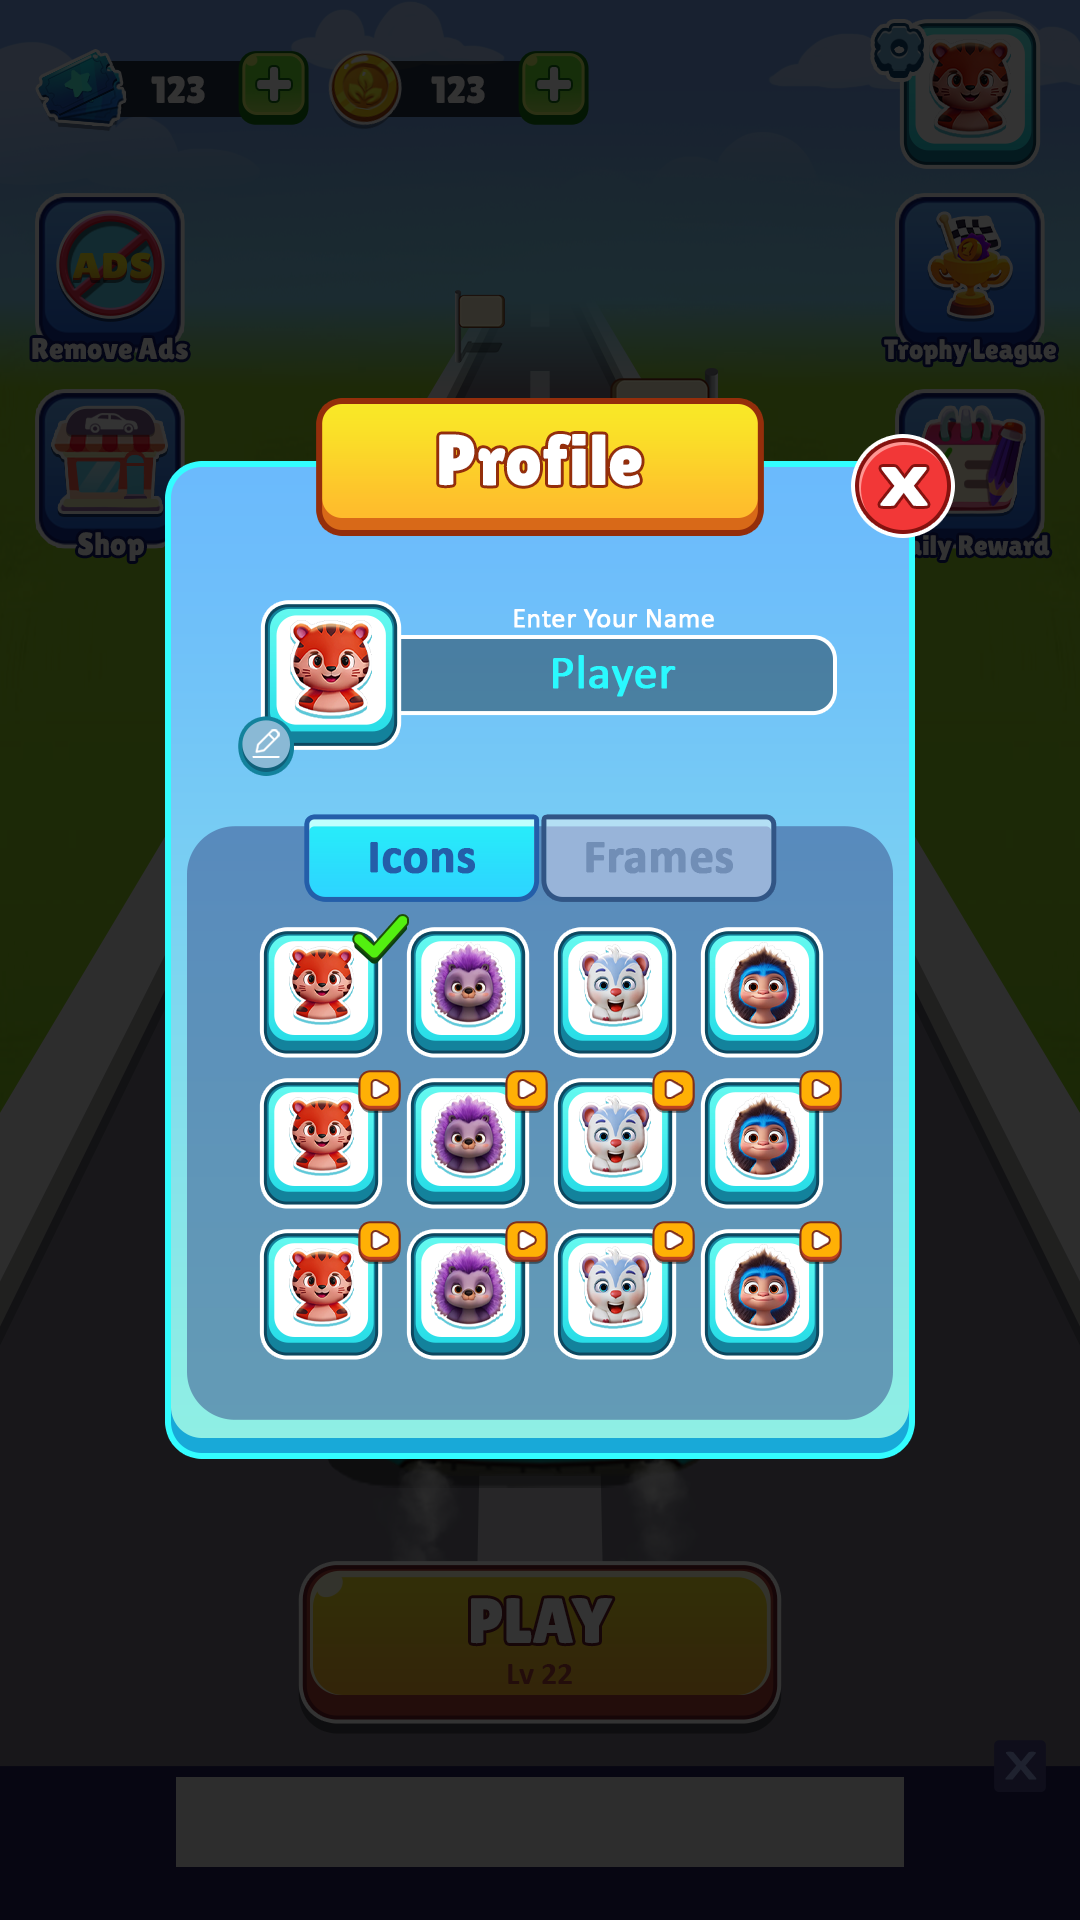 123
123
ADS
Remove Ads
Trophy League
Profile
X
Shop
aily Reward
Enter Your Name
Player
Icons
Frames
PLAY
Lv 22
X